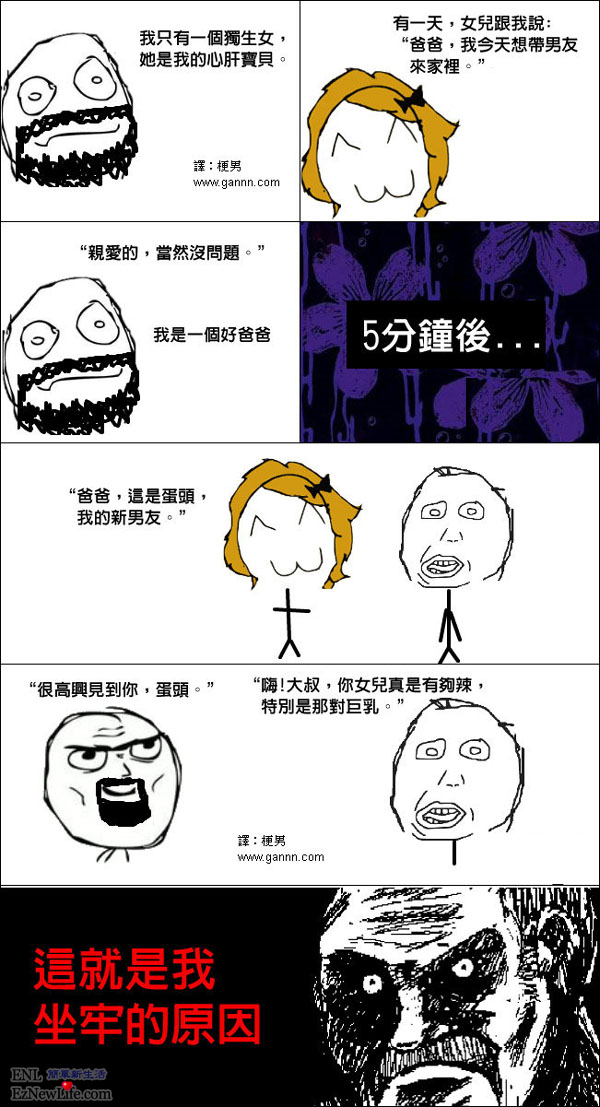 我只有一個獨生女，
她是我的心肝寶貝。
譯：梗男
www.gannn.com
有一天，女兒跟我說：
“爸爸，我今天想帶男友
來家裡。”
“親愛的，當然沒問題。”
我是一個好爸爸
5分鐘後...
“爸爸，這是蛋頭，
我的新男友。”
“很高興見到你，蛋頭。”
“嗨！大叔，你女兒真是有夠辣，
特別是那對巨乳。”
譯：梗男
www.gannn.com
這就是我
坐牢的原因
ENL 簡單新生活
EzNewLife.com